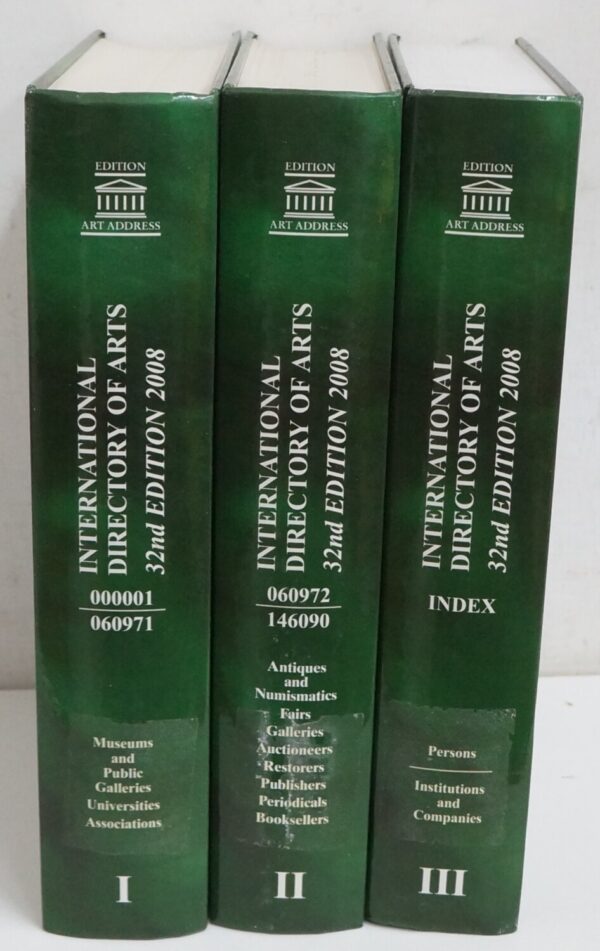 EDITION
ART ADDRESS
INTERNATIONAL
DIRECTORY OF ARTS
32nd EDITION 2008
000001
060971
Museums
and
Public
Galleries
Universities
Associations
I
EDITION
ART ADDRESS
INTERNATIONAL
DIRECTORY OF ARTS
32nd EDITION 2008
060972
146090
Antiques
and
Numismatics
Fairs
Galleries
Auctioneers
Restorers
Publishers
Periodicals
Booksellers
II
EDITION
ART ADDRESS
INTERNATIONAL
DIRECTORY OF ARTS
32nd EDITION 2008
INDEX
Persons
Institutions
and
Companies
III